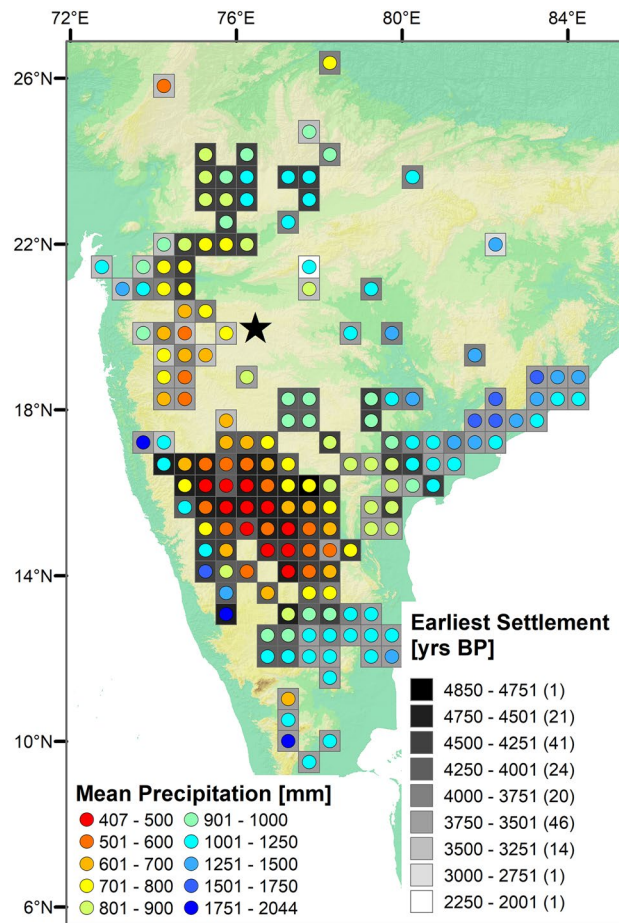 72°E 76°E 80°E 84°E
26°N
22°N
18°N
14°N
10°N
6°N
Earliest Settlement
[yrs BP]
4850 - 4751 (1)
4750 - 4501 (21)
4500 - 4251 (41)
4250 - 4001 (24)
4000 - 3751 (20)
3750 - 3501 (46)
3500 - 3251 (14)
3000 - 2751 (1)
2250 - 2001 (1)
Mean Precipitation [mm]
407 - 500 901 - 1000
501 - 600 1001 - 1250
601 - 700 1251 - 1500
701 - 800 1501 - 1750
801 - 900 1751 - 2044